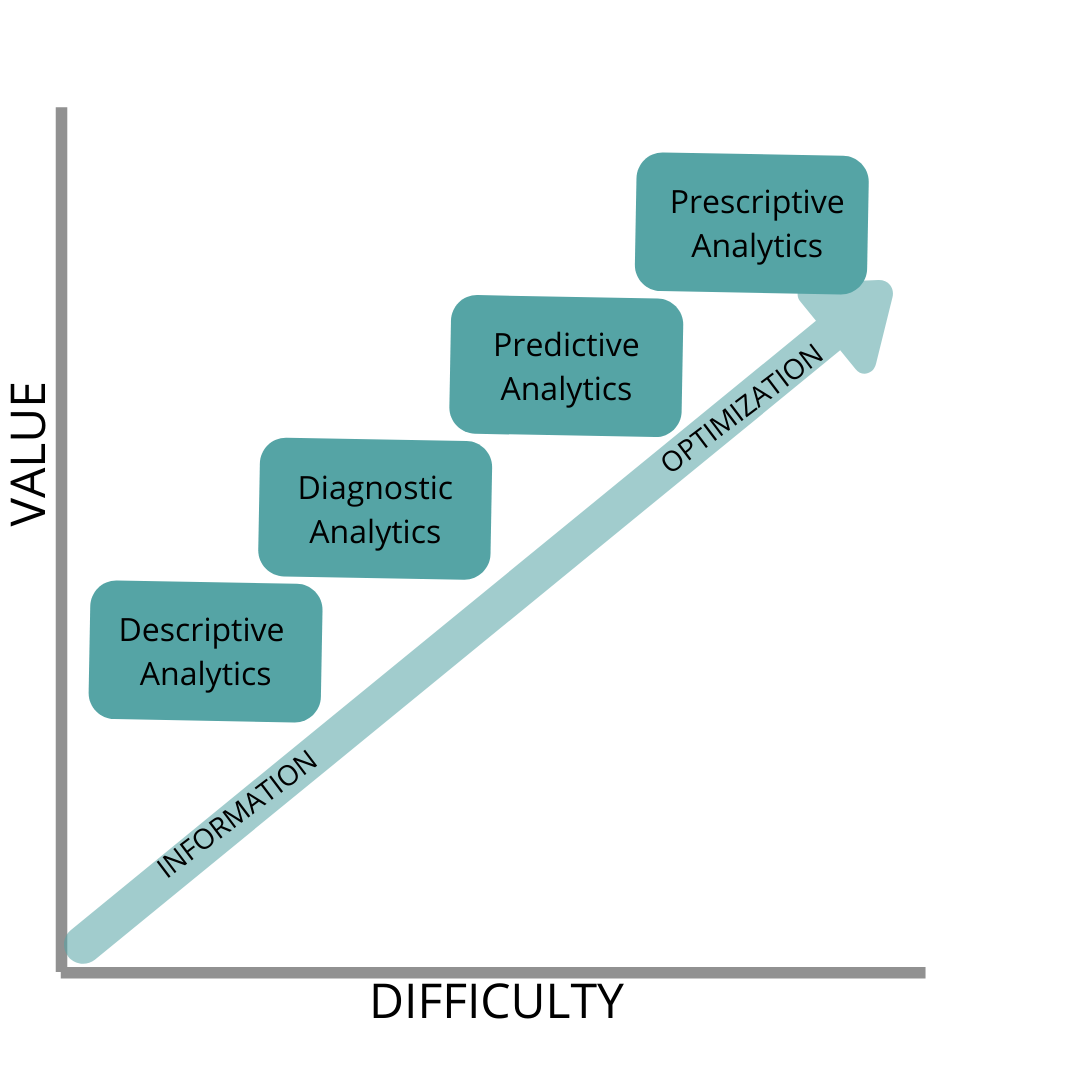 Prescriptive
Analytics
Predictive
Analytics
Diagnostic
Analytics
Descriptive
Analytics
OPTIMIZATION
INFORMATION
VALUE
DIFFICULTY